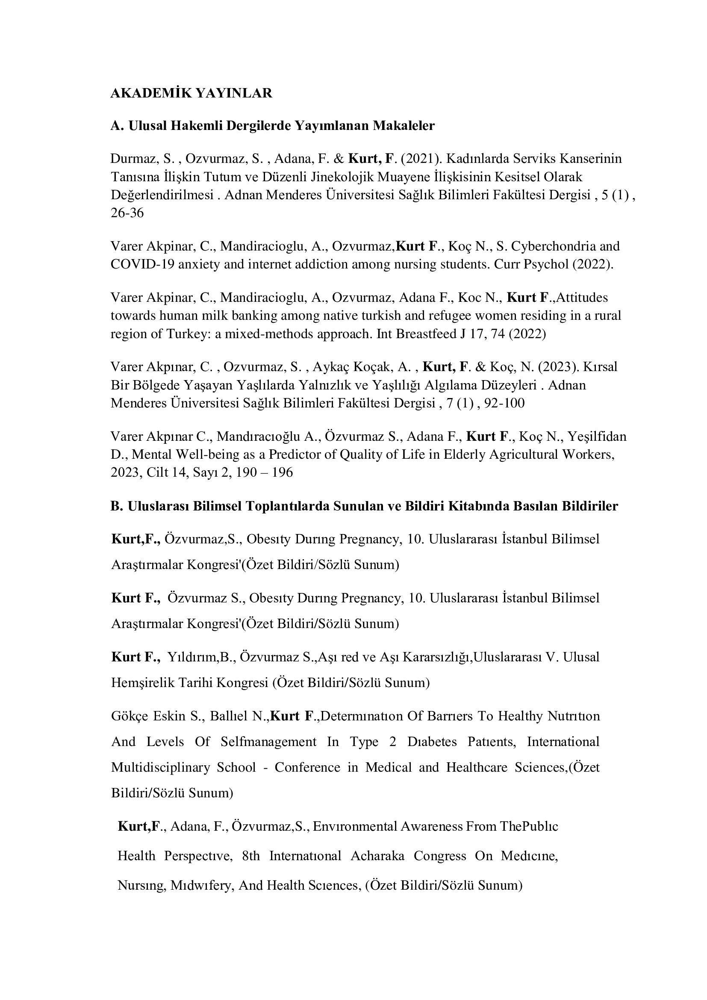 AKADEMİK YAYINLAR
A. Ulusal Hakemli Dergilerde Yayımlanan Makaleler
Durmaz, S. , Ozvurmaz, S. , Adana, F. & Kurt, F. (2021). Kadınlarda Serviks Kanserinin
Tanısına İlişkin Tutum ve Düzenli Jinekolojik Muayene İlişkisinin Kesitsel Olarak
Değerlendirilmesi . Adnan Menderes Üniversitesi Sağlık Bilimleri Fakültesi Dergisi , 5 (1) ,
26-36
Varer Akpinar, C., Mandiracioglu, A., Ozvurmaz,Kurt F., Koç N., S. Cyberchondria and
COVID-19 anxiety and internet addiction among nursing students. Curr Psychol (2022).
Varer Akpinar, C., Mandiracioglu, A., Ozvurmaz, Adana F., Koc N., Kurt F.,Attitudes
towards human milk banking among native turkish and refugee women residing in a rural
region of Turkey: a mixed-methods approach. Int Breastfeed J 17, 74 (2022)
Varer Akpınar, C. , Ozvurmaz, S. , Aykaç Koçak, A. , Kurt, F. & Koç, N. (2023). Kırsal
Bir Bölgede Yaşayan Yaşlılarda Yalnızlık ve Yaşlılığı Algılama Düzeyleri . Adnan
Menderes Üniversitesi Sağlık Bilimleri Fakültesi Dergisi , 7 (1) , 92-100
Varer Akpınar C., Mandıracıoğlu A., Özvurmaz S., Adana F., Kurt F., Koç N., Yeşilfidan
D., Mental Well-being as a Predictor of Quality of Life in Elderly Agricultural Workers,
2023, Cilt 14, Sayı 2, 190 – 196
B. Uluslarası Bilimsel Toplantılarda Sunulan ve Bildiri Kitabında Basılan Bildiriler
Kurt,F., Özvurmaz,S., Obesıty Durıng Pregnancy, 10. Uluslararası İstanbul Bilimsel
Araştırmalar Kongresi'(Özet Bildiri/Sözlü Sunum)
Kurt F., Özvurmaz S., Obesıty Durıng Pregnancy, 10. Uluslararası İstanbul Bilimsel
Araştırmalar Kongresi'(Özet Bildiri/Sözlü Sunum)
Kurt F., Yıldırım,B., Özvurmaz S.,Aşı red ve Aşı Kararsızlığı,Uluslararası V. Ulusal
Hemşirelik Tarihi Kongresi (Özet Bildiri/Sözlü Sunum)
Gökçe Eskin S., Ballıel N.,Kurt F.,Determınatıon Of Barrıers To Healthy Nutrıtıon
And Levels Of Selfmanagement In Type 2 Dıabetes Patıents, International
Multidisciplinary School - Conference in Medical and Healthcare Sciences,(Özet
Bildiri/Sözlü Sunum)
Kurt,F., Adana, F., Özvurmaz,S., Envıronmental Awareness From ThePublıc
Health Perspectıve, 8th Internatıonal Acharaka Congress On Medıcıne,
Nursıng, Mıdwıfery, And Health Scıences, (Özet Bildiri/Sözlü Sunum)